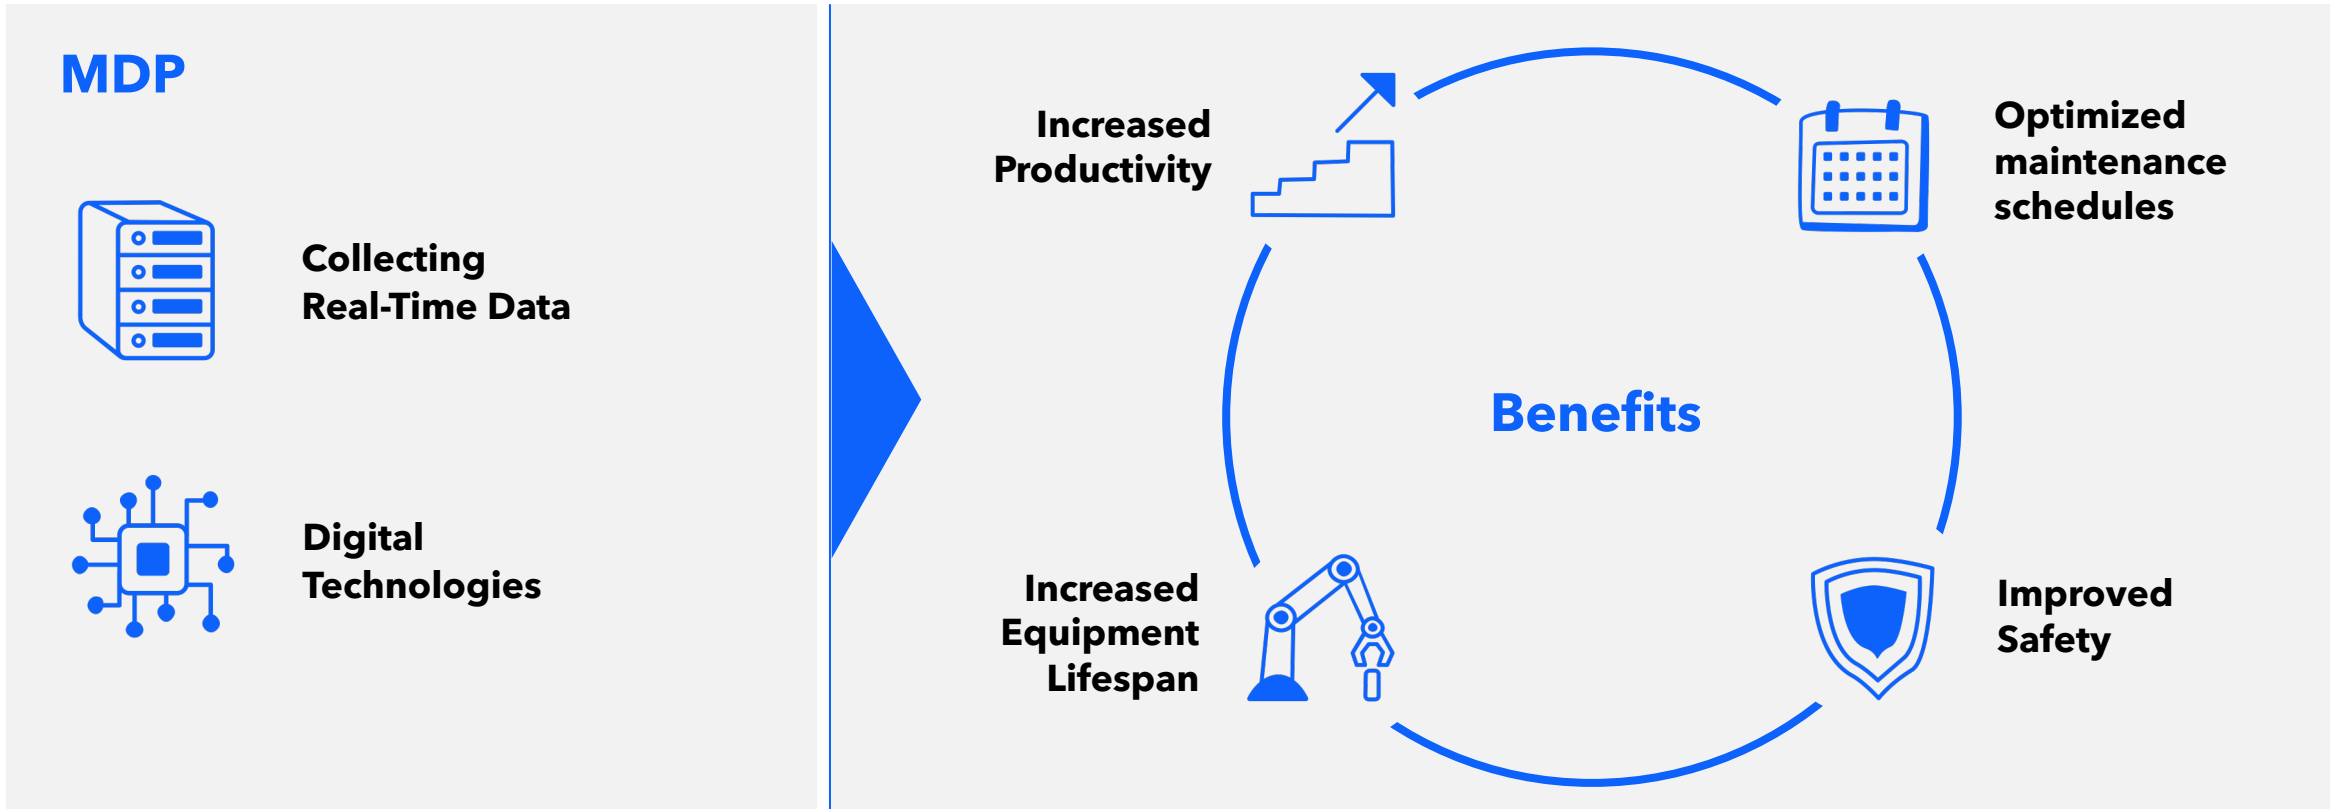 MDP
Collecting
Real-Time Data
Digital
Technologies
Increased
Productivity
Optimized
maintenance
schedules
Benefits
Increased
Equipment
Lifespan
Improved
Safety